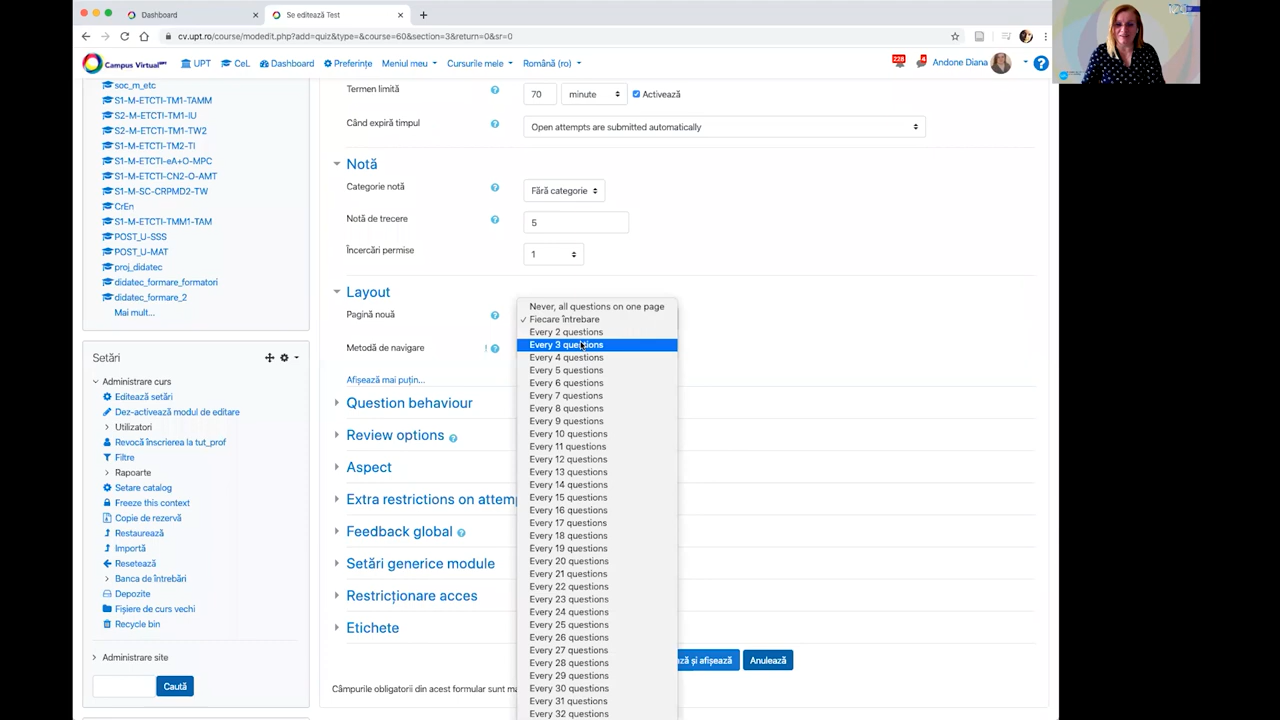 Dashboard
Se editează Test
cv.upt.ro/course/modedit.php?add=quiz&type=&course=60&section=3&return=0&sr=0
Campus Virtual
UPT
CeL
Dashboard
Preferințe
Meniul meu
Cursurile mele
Română (ro)
228
Andone Diana
soc_m_etc
S1-M-ETCTI-TM1-TAMM
S2-M-ETCTI-TM1-IU
S2-M-ETCTI-TM1-TW2
S1-M-ETCTI-TM2-TI
S1-M-ETCTI-eA+O-MPC
S1-M-ETCTI-CN2-O-AMT
S1-M-SC-CRPMD2-TW
CrEn
S1-M-ETCTI-TMM1-TAM
POST_U-SSS
POST_U-MAT
proj_didatec
didatec_formare_formatori
didatec_formare_2
Mai mult...
Setări
Administrare curs
Editează setări
Dez-activează modul de editare
Utilizatori
Revocă înscrierea la tut_prof
Filtre
Rapoarte
Setare catalog
Freeze this context
Copie de rezervă
Restaurează
Importă
Resetează
Banca de întrebări
Depozite
Fișiere de curs vechi
Recycle bin
Administrare site
Caută
Termen limită
70
minute
Activează
Când expiră timpul
Open attempts are submitted automatically
Notă
Categorie notă
Fără categorie
Notă de trecere
5
Încercări permise
1
Layout
Pagină nouă
Metodă de navigare
Afișează mai puțin...
Question behaviour
Review options
Aspect
Extra restrictions on attemp
Feedback global
Setări generice module
Restricționare acces
Etichete
Never, all questions on one page
Fiecare întrebare
Every 2 questions
Every 3 questions
Every 4 questions
Every 5 questions
Every 6 questions
Every 7 questions
Every 8 questions
Every 9 questions
Every 10 questions
Every 11 questions
Every 12 questions
Every 13 questions
Every 14 questions
Every 15 questions
Every 16 questions
Every 17 questions
Every 18 questions
Every 19 questions
Every 20 questions
Every 21 questions
Every 22 questions
Every 23 questions
Every 24 questions
Every 25 questions
Every 26 questions
Every 27 questions
Every 28 questions
Every 29 questions
Every 30 questions
Every 31 questions
Every 32 questions
ză și afișează
Anulează
Câmpurile obligatorii din acest formular sunt ma